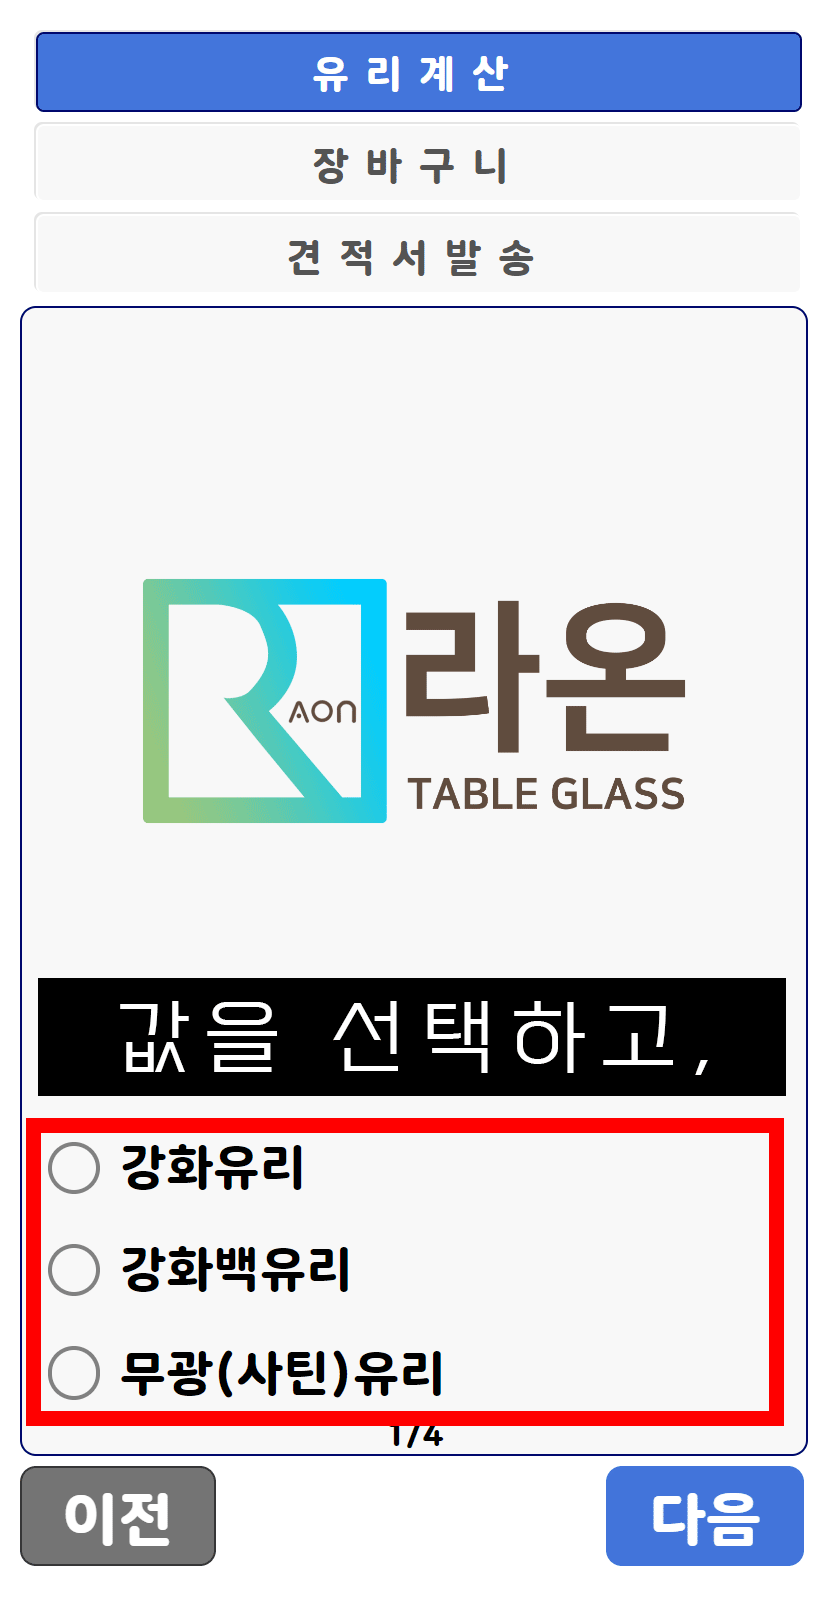 유리계산
장바구니
견적서발송
AON
라온
TABLE GLASS
값을 선택하고,
강화유리
강화백유리
무광(사틴)유리
1/4
이전
다음